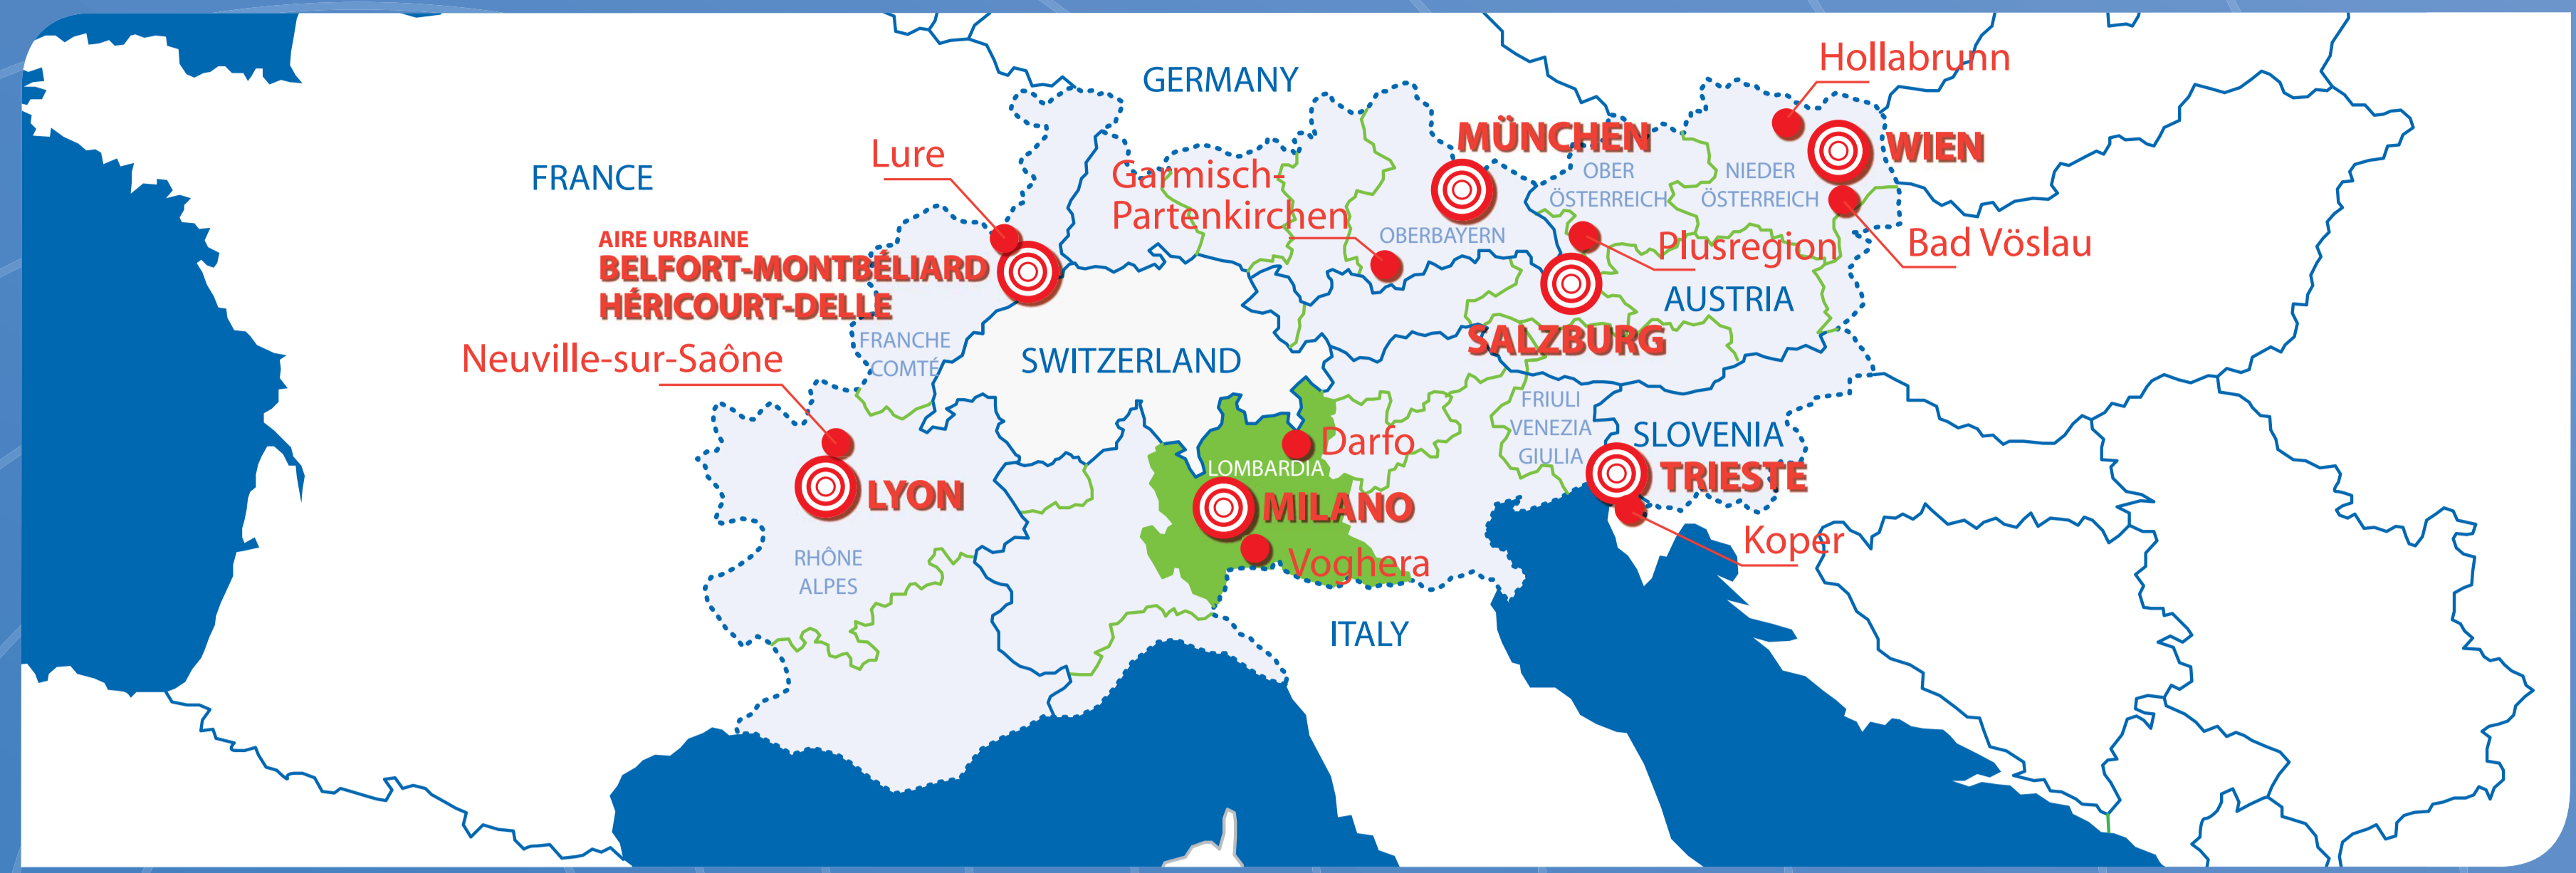 Hollabrunn
GERMANY
MÜNCHEN
WIEN
Lure
FRANCE
Garmisch-
Partenkirchen
OBER
ÖSTERREICH
NIEDER
ÖSTERREICH
OBERBAYERN
AIRE URBAINE
BELFORT-MONTBÉLIARD
HÉRICOURT-DELLE
Plusregion
Bad Vöslau
AUSTRIA
SALZBURG
FRANCHE
COMTÉ
SWITZERLAND
Neuville-sur-Saône
FRIULI
VENEZIA
GIULIA
SLOVENIA
Darfo
LOMBARDIA
TRIESTE
LYON
MILANO
Koper
Voghera
RHÔNE
ALPES
ITALY